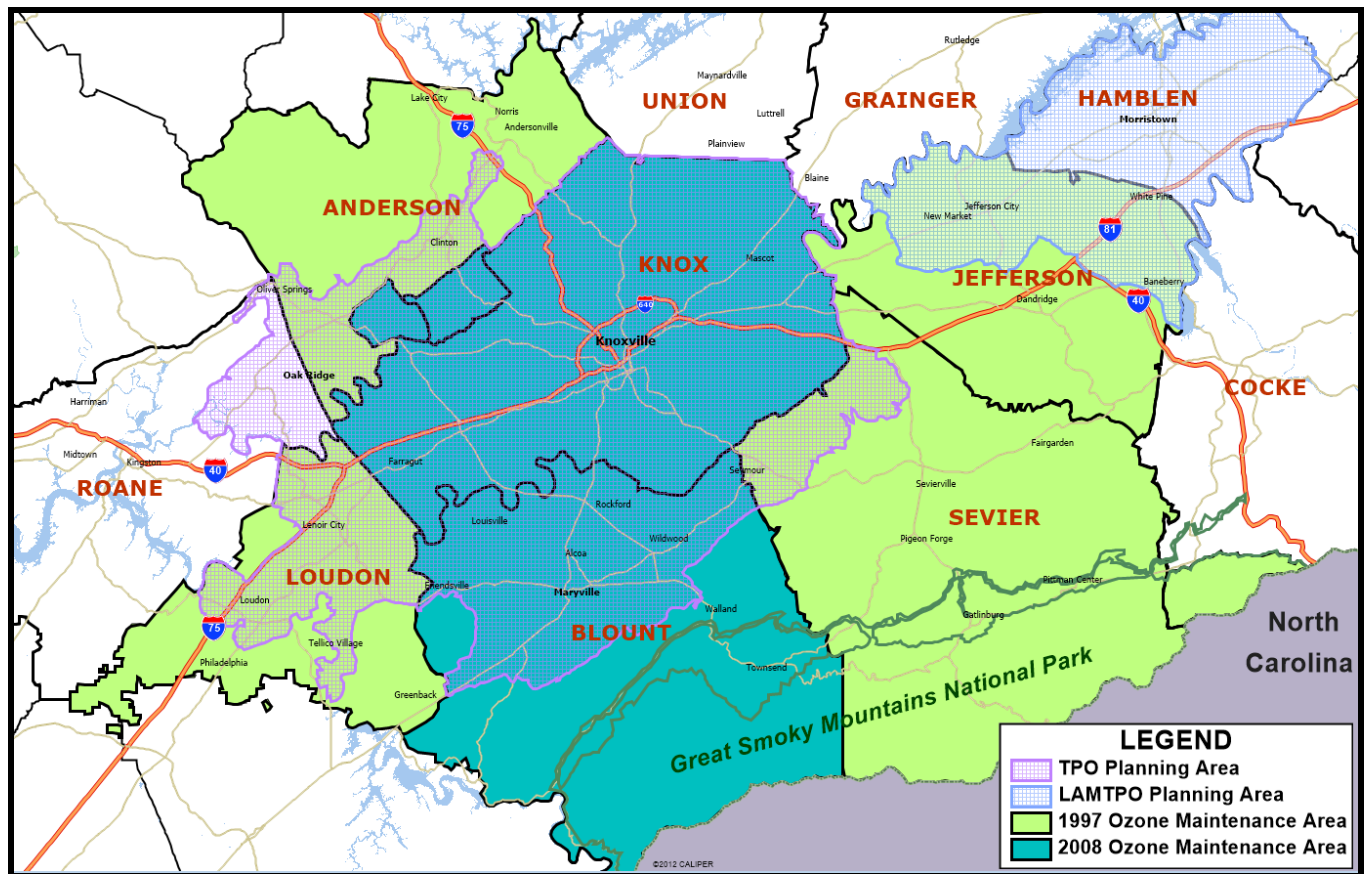 Rutledge
Maynardville
UNION
GRAINGER
HAMBLEN
Lake City
Norris
Luttrell
Morristown
75
Andersonville
Plainview
Blaine
ANDERSON
White Pine
Jefferson City
New Market
81
Clinton
KNOX
Mascot
JEFFERSON
Baneberry
Oliver Springs
Dandridge
40
640
Knoxville
Oak Ridge
COCKE
Harriman
Fairgarden
Midtown
Kingston
40
Farragut
Seymour
ROANE
Sevierville
Rockford
SEVIER
Louisville
Lenoir City
Wildwood
Pigeon Forge
Alcoa
LOUDON
Friendsville
Pittman Center
Maryville
Loudon
Walland
Gatlinburg
75
BLOUNT
North
Carolina
Tellico Village
Philadelphia
Townsend
Greenback
Great Smoky Mountains National Park
LEGEND
TPO Planning Area
LAMTPO Planning Area
1997 Ozone Maintenance Area
2008 Ozone Maintenance Area
©2012 CALIPER